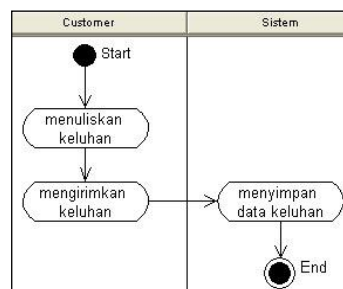 Customer
Sistem
Start
menuliskan
keluhan
mengirimkan
keluhan
menyimpan
data keluhan
End